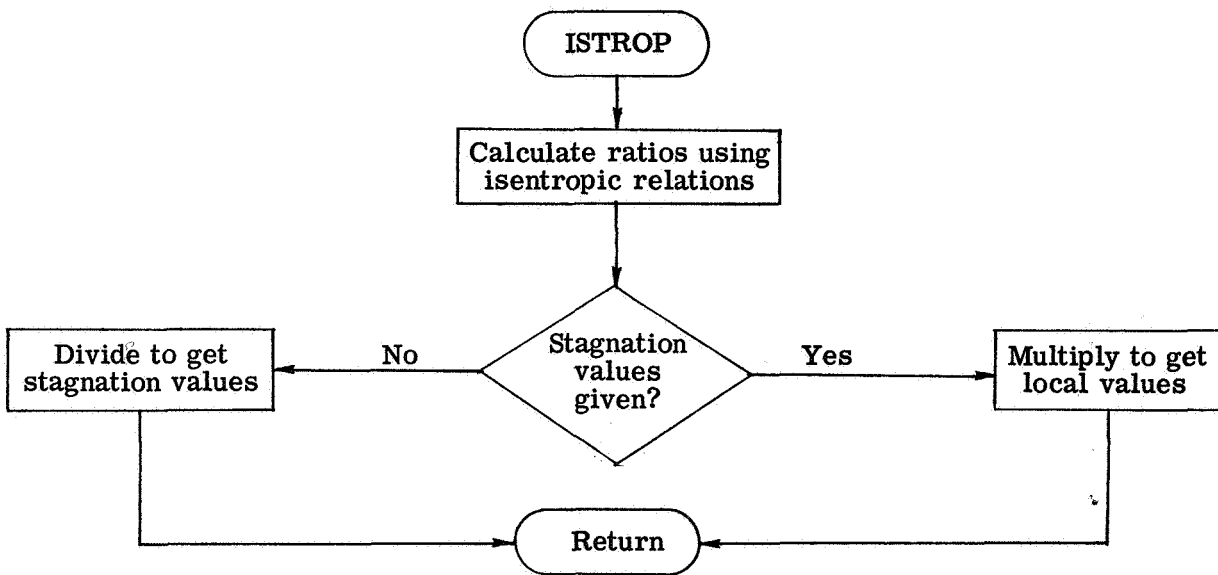 ISTROP
Calculate ratios using
isentropic relations
Stagnation
values
given?
No
Yes
Divide to get
stagnation values
Multiply to get
local values
Return